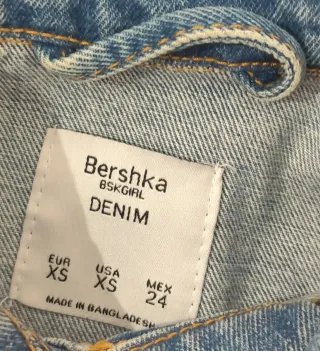 Bershka
BSKGIRL
DENIM
EUR USA MEX
XS XS 24
MADE IN BANGLADESH